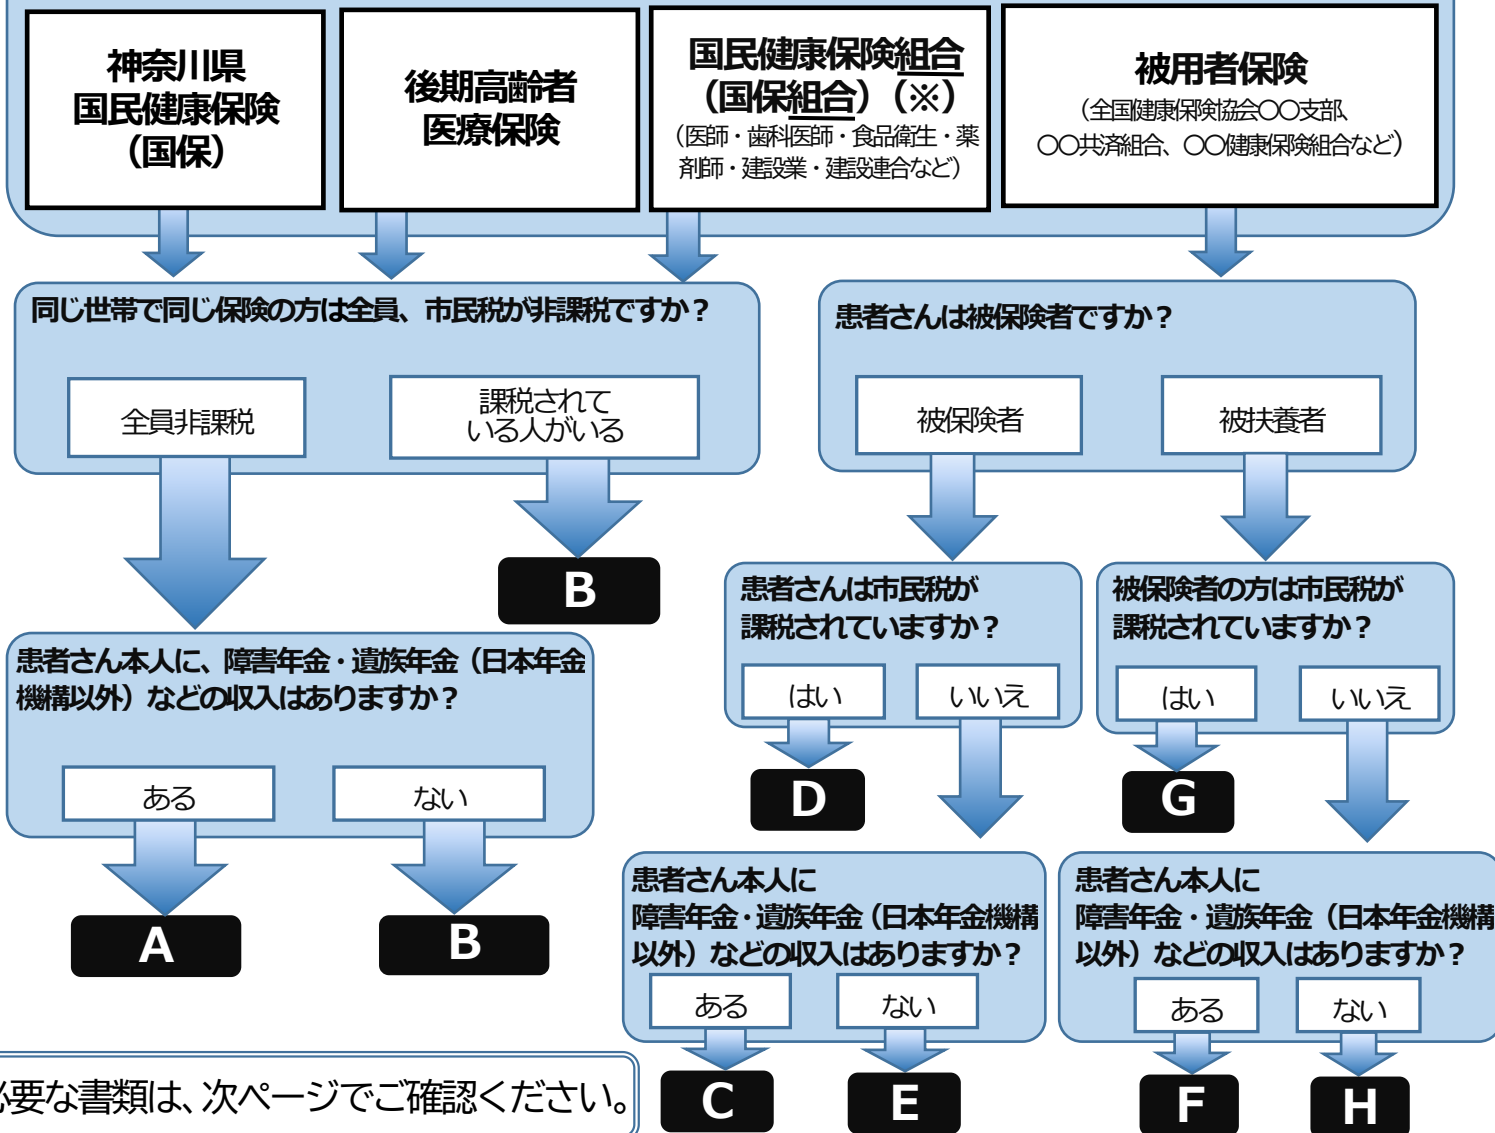 神奈川県
国民健康保険
（国保）
後期高齢者
医療保険
国民健康保険組合
（国保組合）（※）
（医師・歯科医師・食品衛生・薬
剤師・建設業・建設連合など）
被用者保険
（全国健康保険協会〇〇支部、
〇〇共済組合、〇〇健康保険組合など）
同じ世帯で同じ保険の方は全員、市民税が非課税ですか？
全員非課税
課税されて
いる人がいる
患者さんは被保険者ですか？
被保険者
被扶養者
B
患者さんは市民税が
課税されていますか？
はい
いいえ
被保険者の方は市民税が
課税されていますか？
はい
いいえ
患者さん本人に、障害年金・遺族年金（日本年金
機構以外）などの収入はありますか？
ある
ない
D
G
A
B
患者さん本人に
障害年金・遺族年金（日本年金機構
以外）などの収入はありますか？
ある
ない
患者さん本人に
障害年金・遺族年金（日本年金機構
以外）などの収入はありますか？
ある
ない
C
E
F
H
必要な書類は、次ページでご確認ください。